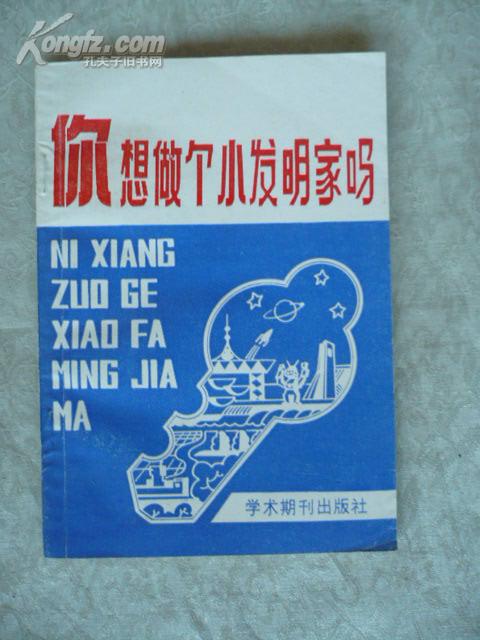 Kongfz.com
孔夫子旧书网
你想做个小发明家吗
NI XIANG
ZUO GE
XIAO FA
MING JIA
MA
学术期刊出版社